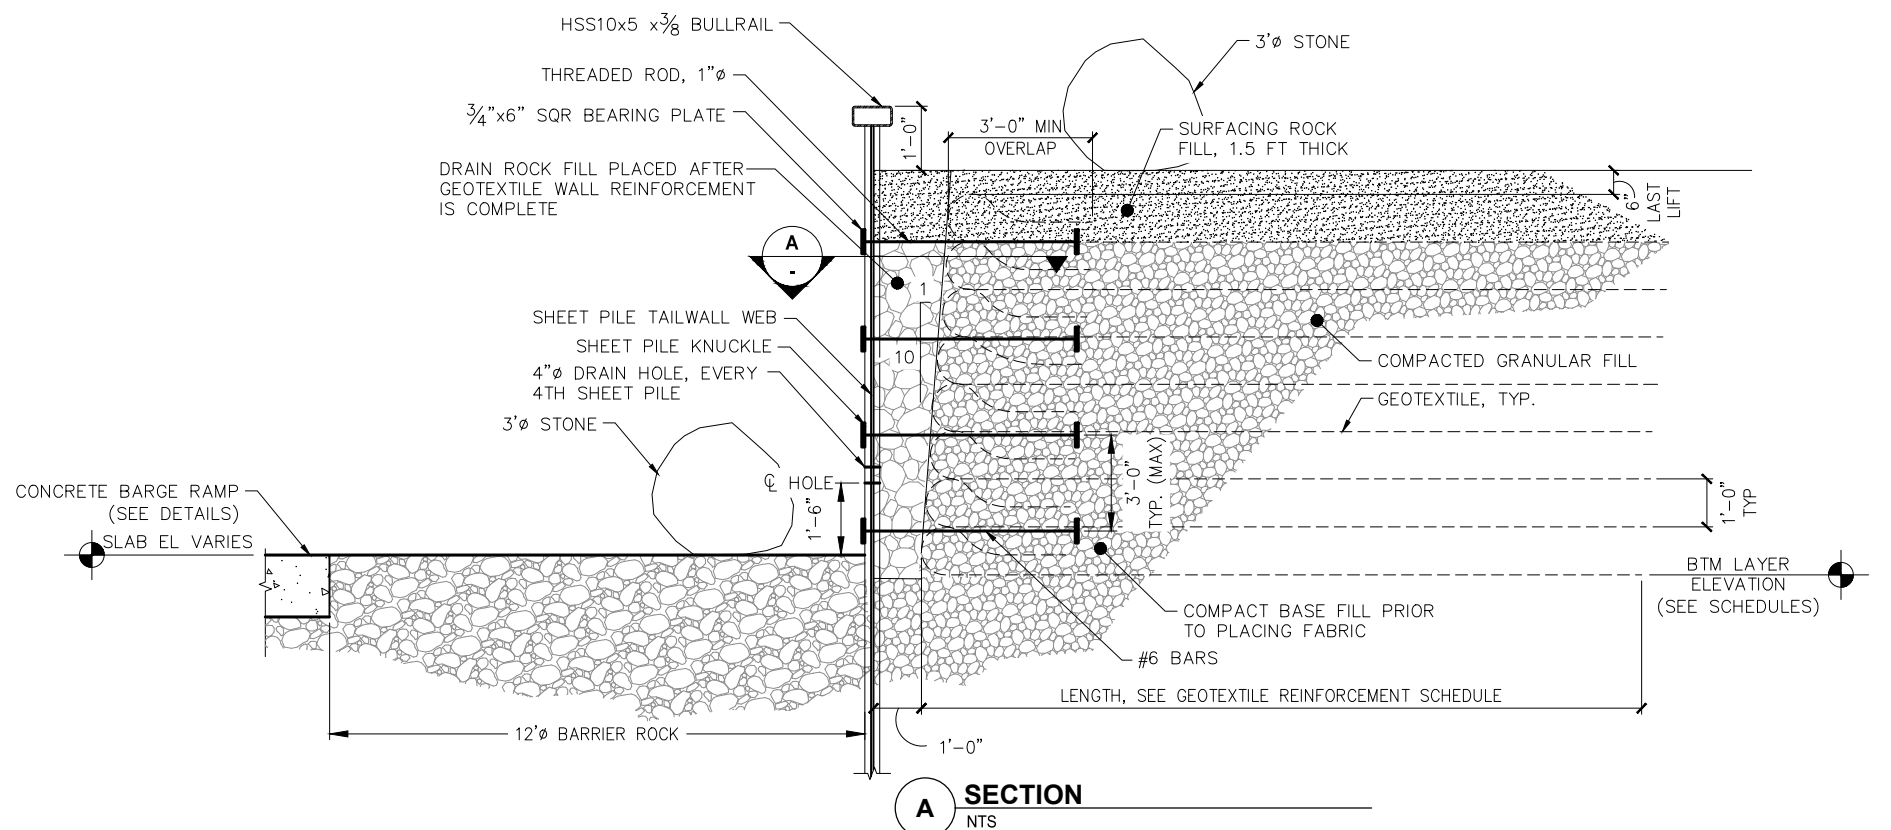 HSS10x5 x3/8 BULLRAIL
THREADED ROD, 1"ø
3/4"x6" SQR BEARING PLATE
DRAIN ROCK FILL PLACED AFTER
GEOTEXTILE WALL REINFORCEMENT
IS COMPLETE
A
-
SHEET PILE TAILWALL WEB
SHEET PILE KNUCKLE
4"ø DRAIN HOLE, EVERY
4TH SHEET PILE
3'ø STONE
CONCRETE BARGE RAMP
(SEE DETAILS)
SLAB EL VARIES
℄ HOLE
1'-6"
12'ø BARRIER ROCK
1'-0"
3'-0" MIN
OVERLAP
3'ø STONE
SURFACING ROCK
FILL, 1.5 FT THICK
6"
LAST
LIFT
1
10
COMPACTED GRANULAR FILL
GEOTEXTILE, TYP.
3'-0"
TYP. (MAX)
1'-0"
TYP
BTM LAYER
ELEVATION
(SEE SCHEDULES)
COMPACT BASE FILL PRIOR
TO PLACING FABRIC
#6 BARS
LENGTH, SEE GEOTEXTILE REINFORCEMENT SCHEDULE
1'-0"
A
SECTION
NTS